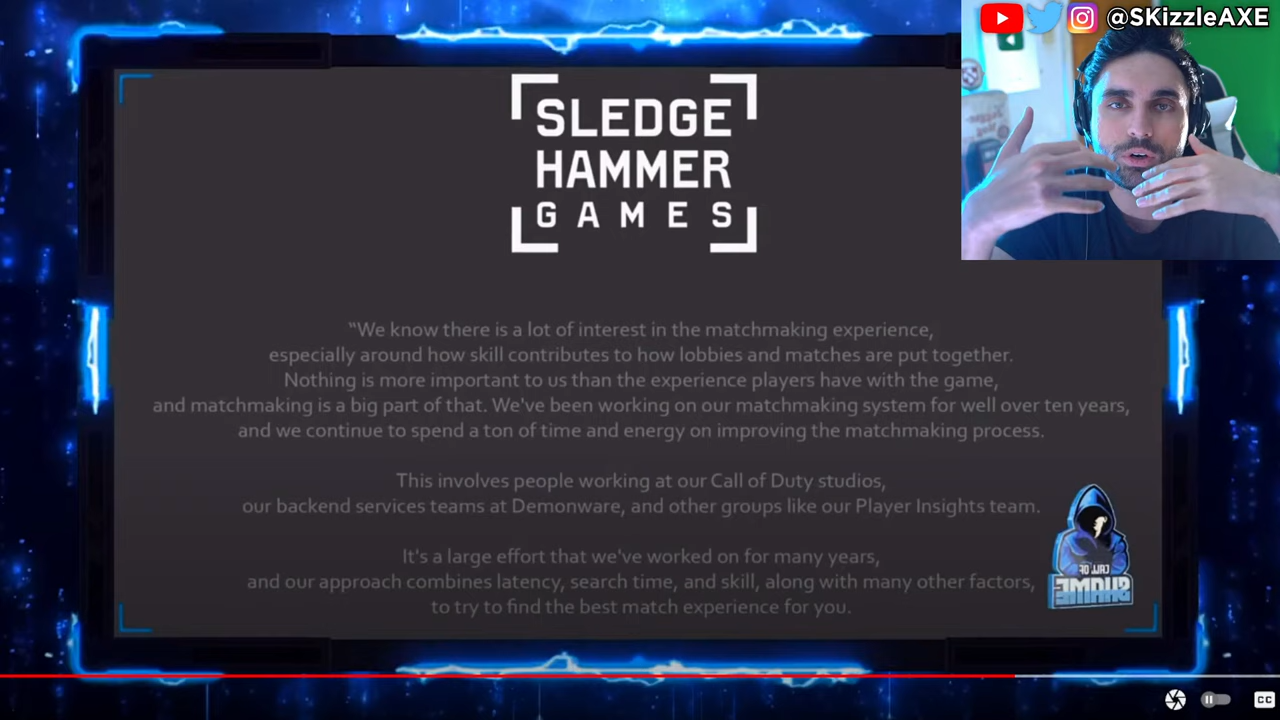 @SKizzleAXE
SLEDGE
HAMMER
GAMES
“We know there is a lot of interest in the matchmaking experience,
especially around how skill contributes to how lobbies and matches are put together.
Nothing is more important to us than the experience players have with the game,
and matchmaking is a big part of that. We've been working on our matchmaking system for well over ten years,
and we continue to spend a ton of time and energy on improving the matchmaking process.
This involves people working at our Call of Duty studios,
our backend services teams at Demonware, and other groups like our Player Insights team.
It's a large effort that we've worked on for many years,
and our approach combines latency, search time, and skill, along with many other factors,
to try to find the best match experience for you.
CALL OF
SHAME
CC